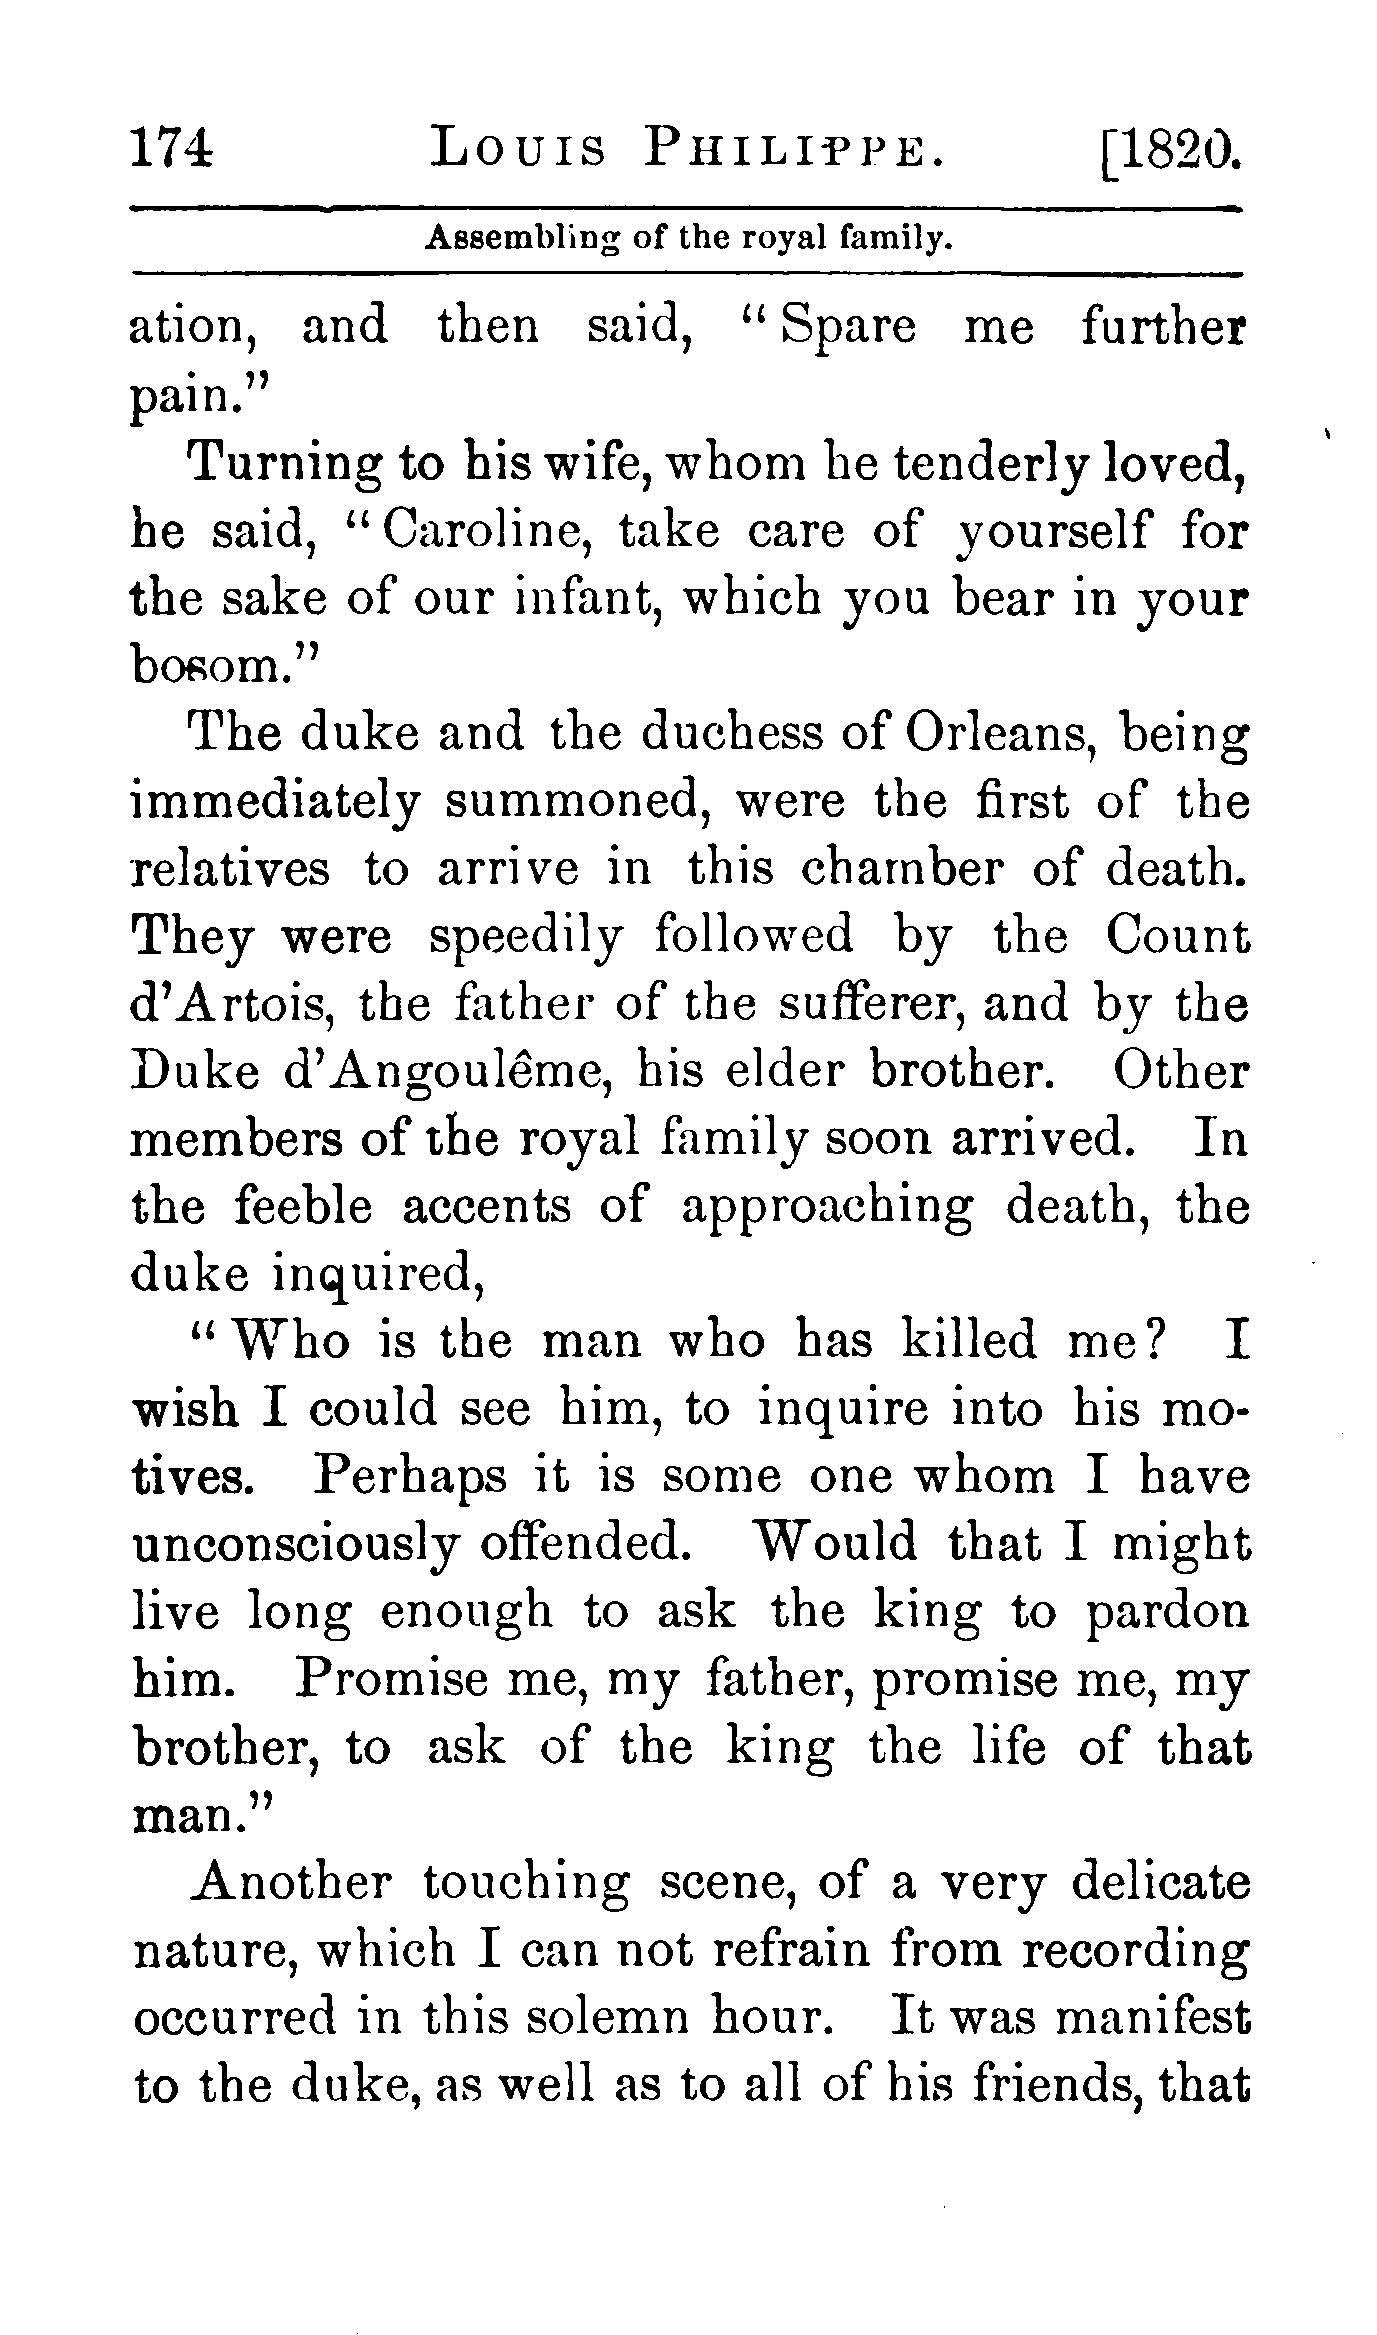 174 LOUIS PHILIPPE. [1820.
Assembling of the royal family.
ation, and then said, “Spare me further
pain.”
Turning to his wife, whom he tenderly loved,
he said, “Caroline, take care of yourself for
the sake of our infant, which you bear in your
bosom.”
The duke and the duchess of Orleans, being
immediately summoned, were the first of the
relatives to arrive in this chamber of death.
They were speedily followed by the Count
d’Artois, the father of the sufferer, and by the
Duke d’Angoulême, his elder brother. Other
members of the royal family soon arrived. In
the feeble accents of approaching death, the
duke inquired,
“Who is the man who has killed me? I
wish I could see him, to inquire into his mo-
tives. Perhaps it is some one whom I have
unconsciously offended. Would that I might
live long enough to ask the king to pardon
him. Promise me, my father, promise me, my
brother, to ask of the king the life of that
man.”
Another touching scene, of a very delicate
nature, which I can not refrain from recording
occurred in this solemn hour. It was manifest
to the duke, as well as to all of his friends, that